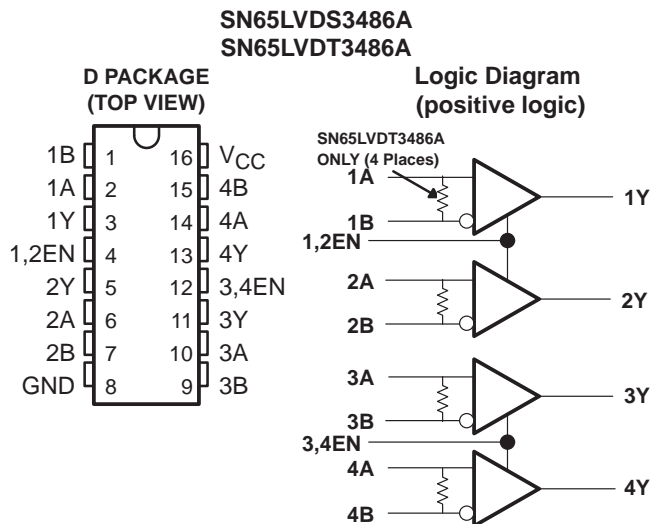 SN65LVDS3486A
SN65LVDT3486A
D PACKAGE
(TOP VIEW)
1B 1 16 VCC
1A 2 15 4B
1Y 3 14 4A
1,2EN 4 13 4Y
2Y 5 12 3,4EN
2A 6 11 3Y
2B 7 10 3A
GND 8 9 3B
Logic Diagram
(positive logic)
SN65LVDT3486A
ONLY (4 Places)
1A
1Y
1B
1,2EN
2A
2Y
2B
3A
3Y
3B
3,4EN
4A
4Y
4B